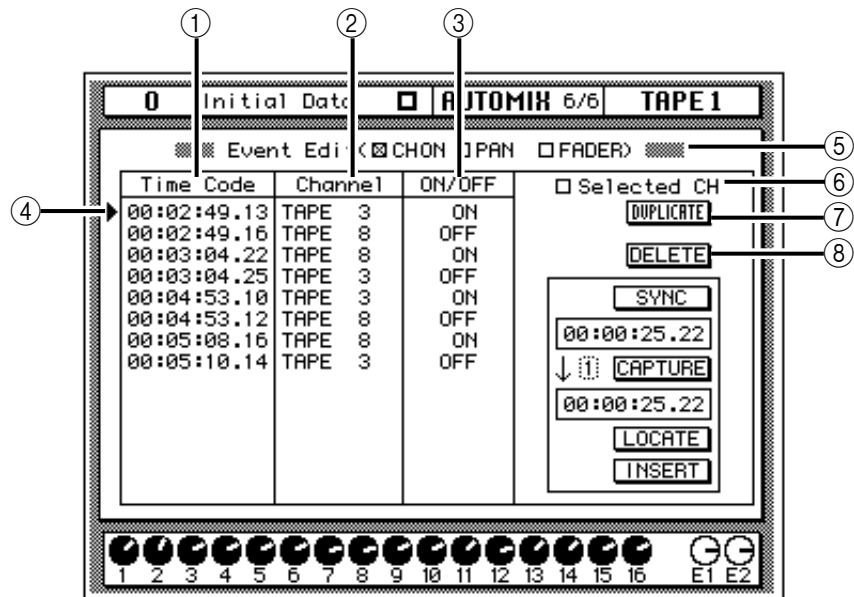 ① ② ③
0 Initial Data AUTOMIX 6/6 TAPE 1
Event Edit(☒CHON ☐PAN ☐FADER) ⑤
Time Code Channel ON/OFF ☐ Selected CH ⑥
④ 00:02:49.13 TAPE 3 ON DUPLICATE ⑦
00:02:49.16 TAPE 8 OFF
00:03:04.22 TAPE 8 ON DELETE ⑧
00:03:04.25 TAPE 3 OFF
00:04:53.10 TAPE 3 ON SYNC
00:04:53.12 TAPE 8 OFF
00:05:08.16 TAPE 8 ON 00:00:25.22
00:05:10.14 TAPE 3 OFF ↓ 1 CAPTURE
00:00:25.22
LOCATE
INSERT
1 2 3 4 5 6 7 8 9 10 11 12 13 14 15 16 E1 E2